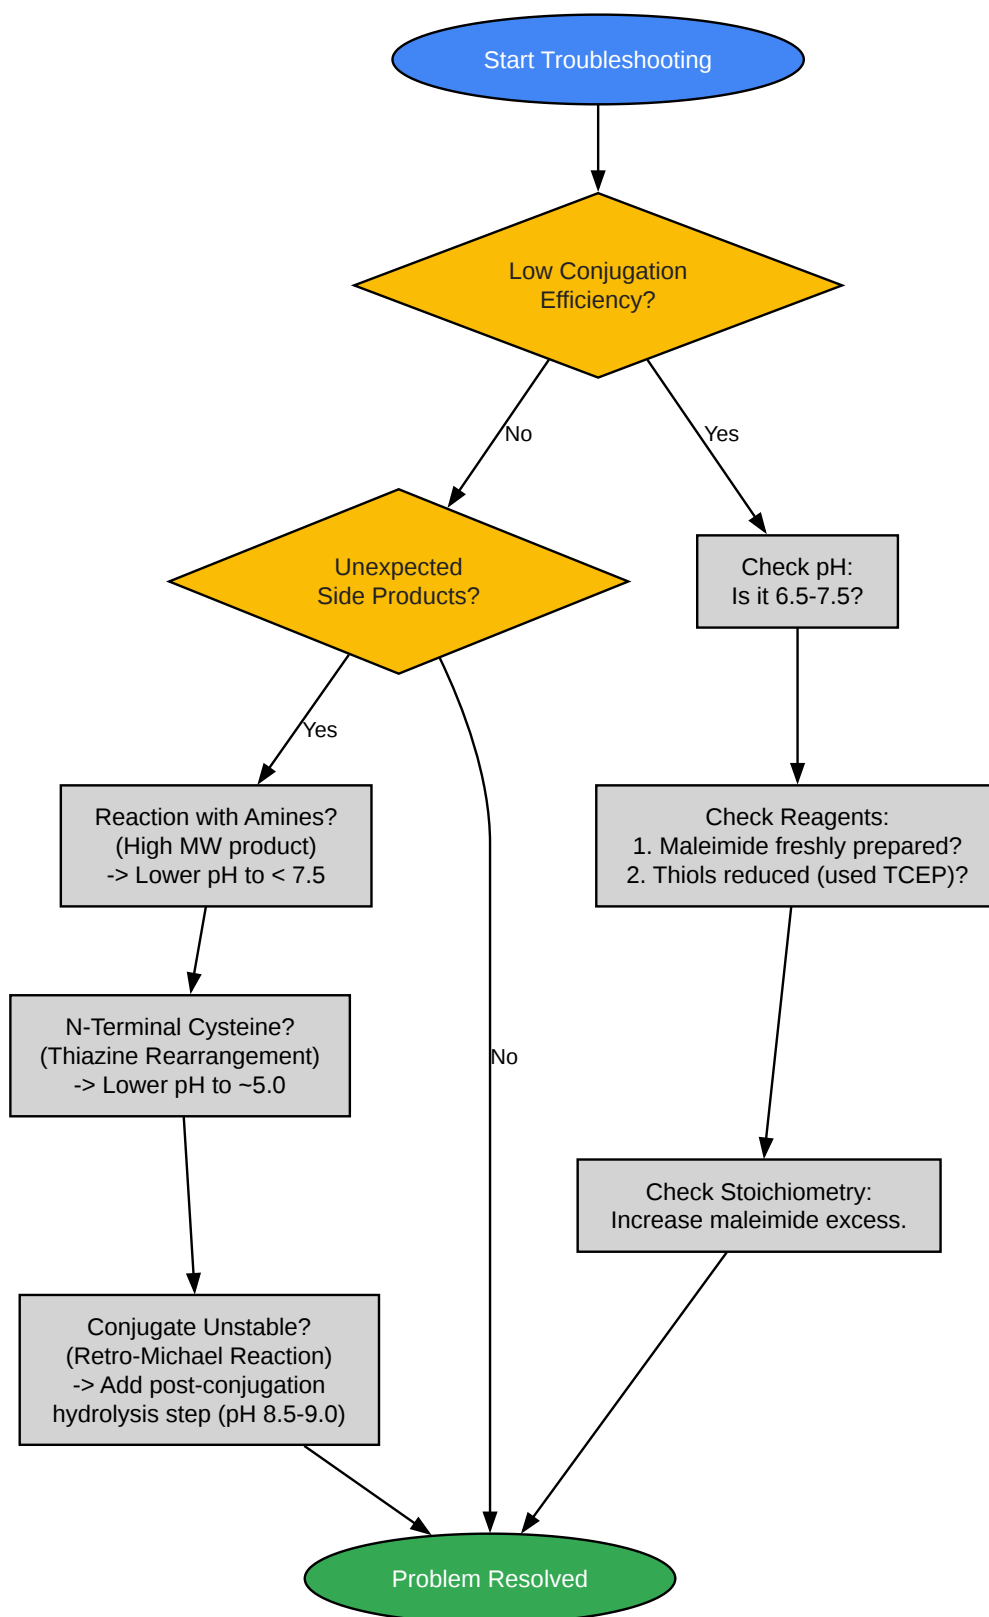 Start Troubleshooting
Low Conjugation
Efficiency?
No
Yes
Unexpected
Side Products?
Check pH:
Is it 6.5-7.5?
Yes
Reaction with Amines?
(High MW product)
-> Lower pH to < 7.5
Check Reagents:
1. Maleimide freshly prepared?
2. Thiols reduced (used TCEP)?
N-Terminal Cysteine?
(Thiazine Rearrangement)
-> Lower pH to ~5.0
No
Check Stoichiometry:
Increase maleimide excess.
Conjugate Unstable?
(Retro-Michael Reaction)
-> Add post-conjugation
hydrolysis step (pH 8.5-9.0)
Problem Resolved